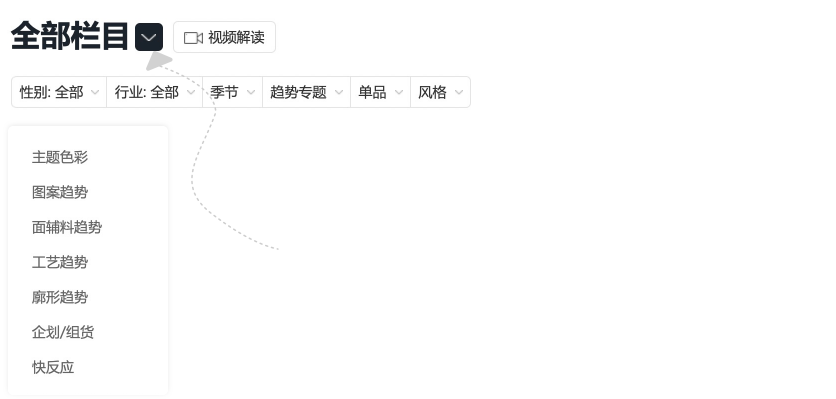 全部栏目 视频解读
性别: 全部 行业: 全部 季节 趋势专题 单品 风格
主题色彩
图案趋势
面辅料趋势
工艺趋势
廓形趋势
企划/组货
快反应